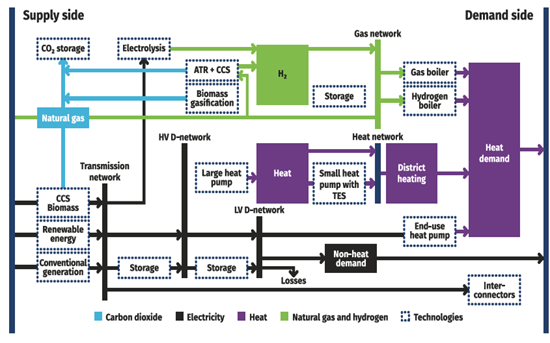 Supply side
Demand side
Gas network
CO₂ storage
Electrolysis
ATR + CCS
H₂
Gas boiler
Biomass
gasification
Storage
Hydrogen
boiler
Natural gas
HV D-network
Heat network
Heat
demand
Transmission
network
Large heat
pump
Heat
Small heat
pump with
TES
District
heating
CCS
Biomass
LV D-network
Renewable
energy
End-use
heat pump
Conventional
generation
Storage
Storage
Non-heat
demand
Losses
Inter-
connectors
Carbon dioxide
Electricity
Heat
Natural gas and hydrogen
Technologies